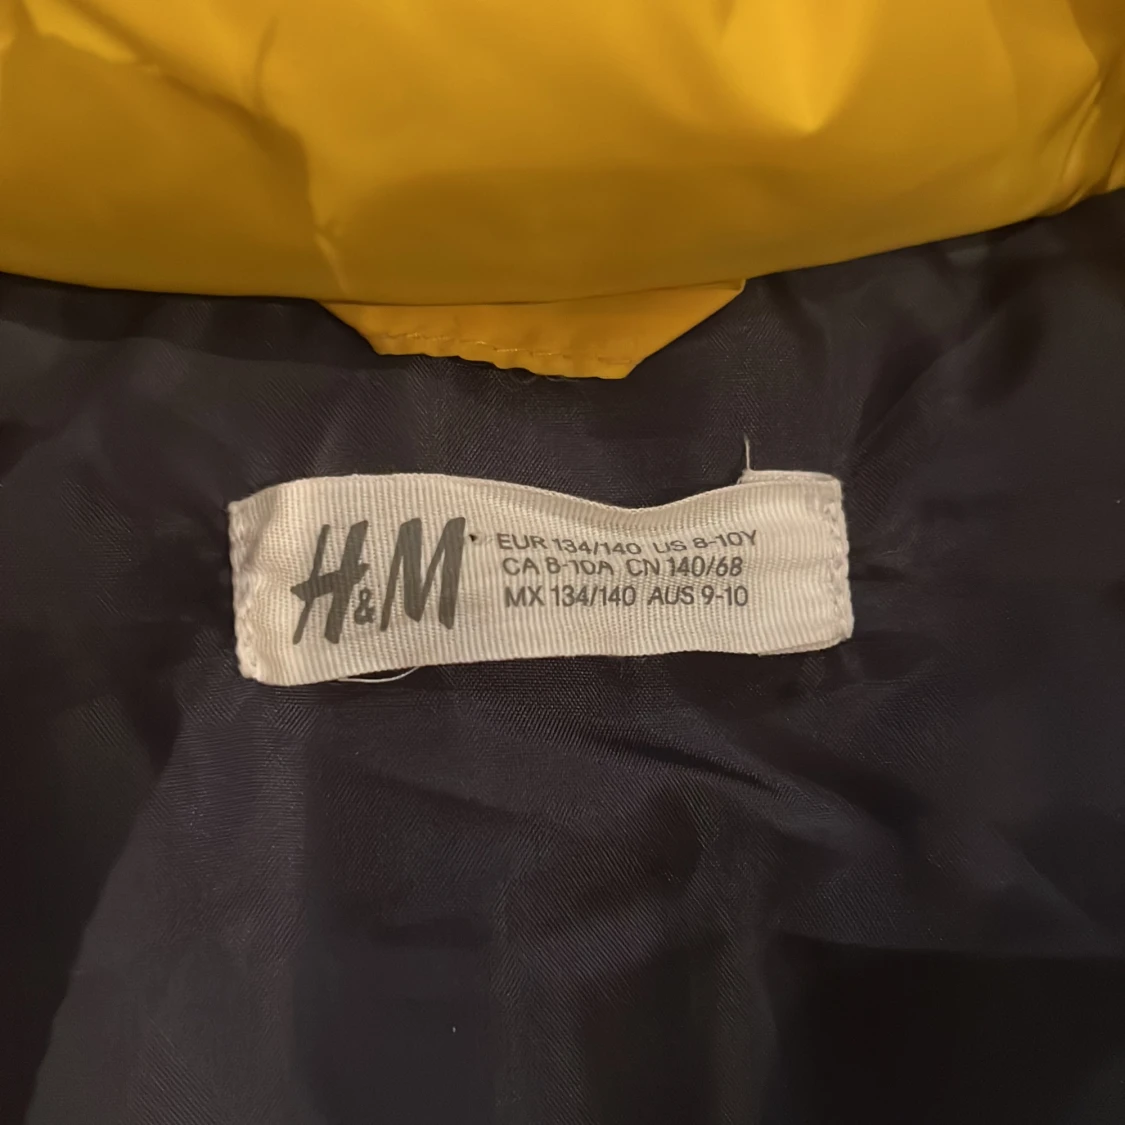 H&M
EUR 134/140 US 8-10Y
CA 8-10A CN 140/68
MX 134/140 AUS 9-10